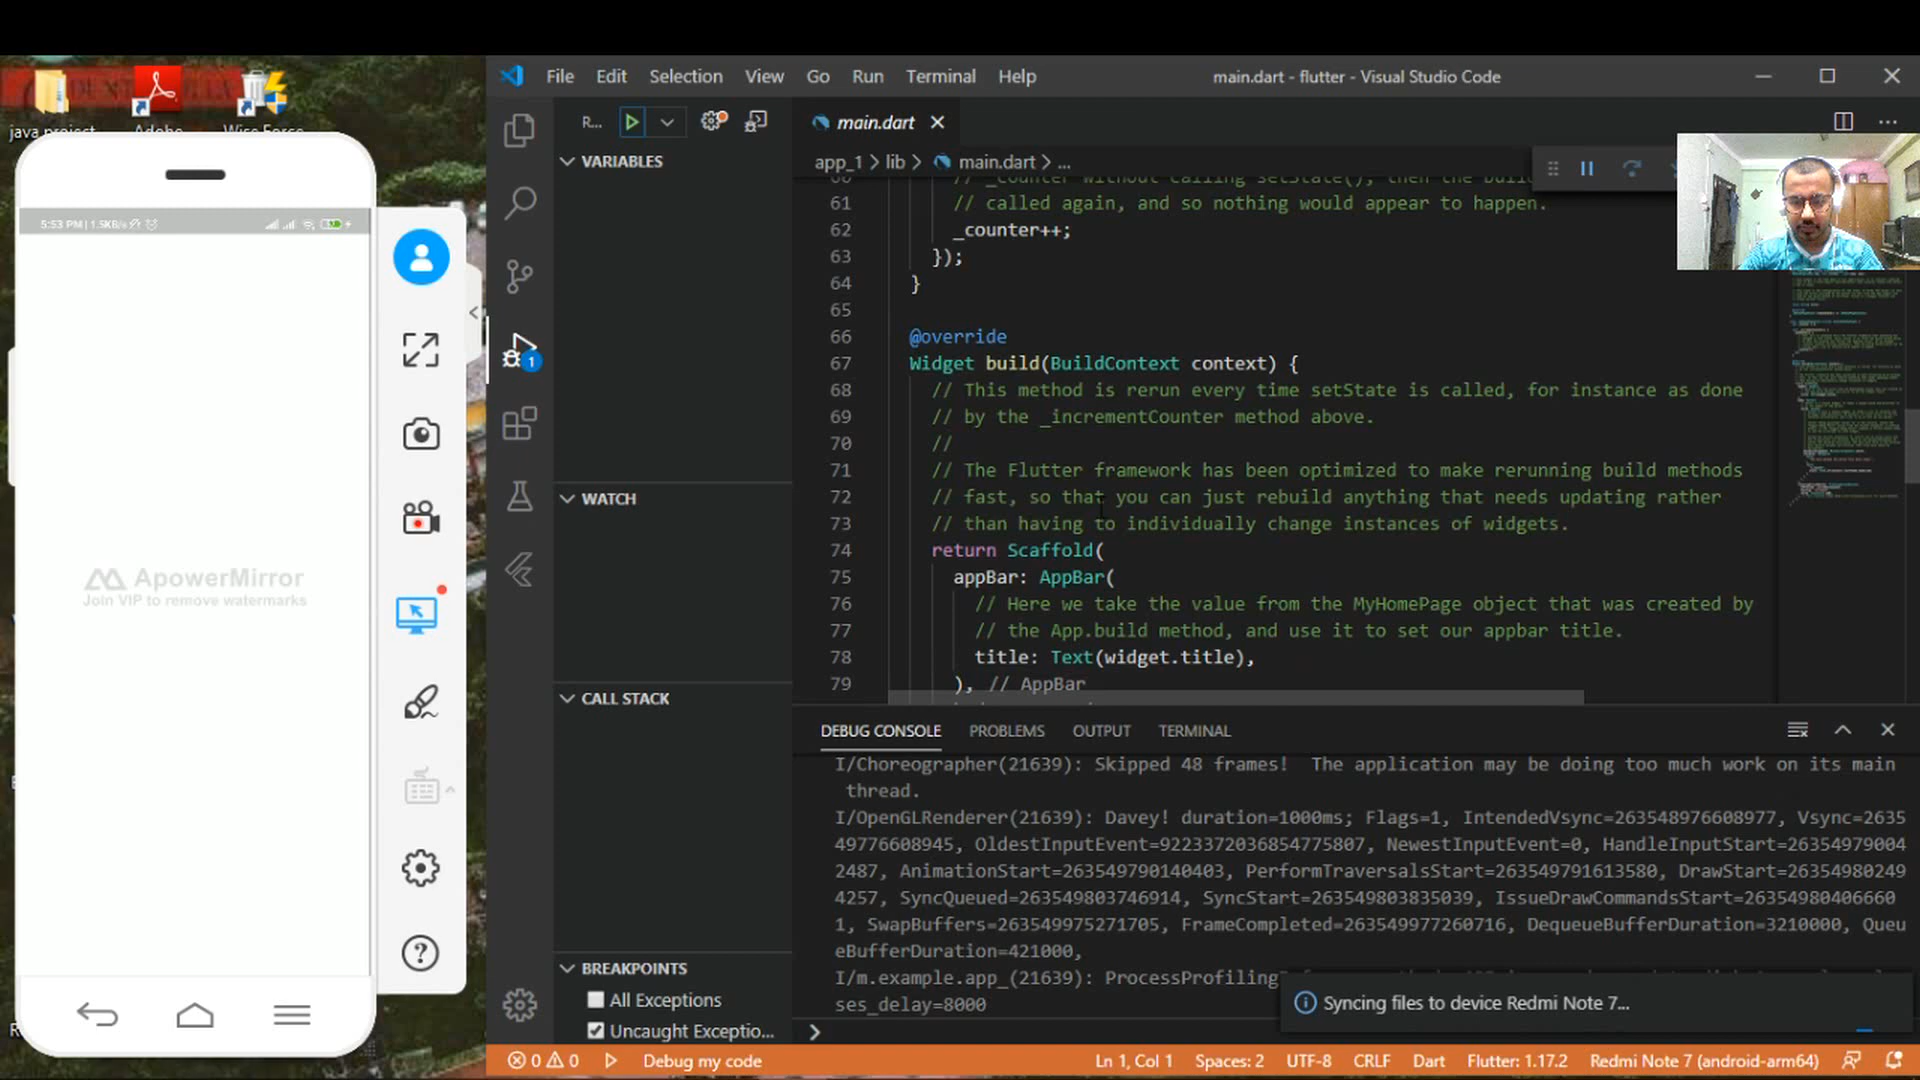 java project
Adobe
Wise Force
5:53 PM | 1.5KB/s
ApowerMirror
Join VIP to remove watermarks
File Edit Selection View Go Run Terminal Help
main.dart - flutter - Visual Studio Code
R...
main.dart
app_1 > lib > main.dart > ...
VARIABLES
WATCH
CALL STACK
BREAKPOINTS
All Exceptions
Uncaught Exceptio...
1
60 // _counter without calling setState(), then the build
61 // called again, and so nothing would appear to happen.
62 _counter++;
63 });
64 }
65
66 @override
67 Widget build(BuildContext context) {
68 // This method is rerun every time setState is called, for instance as done
69 // by the _incrementCounter method above.
70 //
71 // The Flutter framework has been optimized to make rerunning build methods
72 // fast, so that you can just rebuild anything that needs updating rather
73 // than having to individually change instances of widgets.
74 return Scaffold(
75 appBar: AppBar(
76 // Here we take the value from the MyHomePage object that was created by
77 // the App.build method, and use it to set our appbar title.
78 title: Text(widget.title),
79 ), // AppBar
DEBUG CONSOLE PROBLEMS OUTPUT TERMINAL
I/Choreographer(21639): Skipped 48 frames! The application may be doing too much work on its main
thread.
I/OpenGLRenderer(21639): Davey! duration=1000ms; Flags=1, IntendedVsync=263548976608977, Vsync=2635
49776608945, OldestInputEvent=9223372036854775807, NewestInputEvent=0, HandleInputStart=26354979004
2487, AnimationStart=263549790140403, PerformTraversalsStart=263549791613580, DrawStart=26354980249
4257, SyncQueued=263549803746914, SyncStart=263549803835039, IssueDrawCommandsStart=26354980406660
1, SwapBuffers=263549975271705, FrameCompleted=263549977260716, DequeueBufferDuration=3210000, Queu
eBufferDuration=421000,
I/m.example.app_(21639): ProcessProfiling
ses_delay=8000
Syncing files to device Redmi Note 7...
0 0 Debug my code
Ln 1, Col 1 Spaces: 2 UTF-8 CRLF Dart Flutter: 1.17.2 Redmi Note 7 (android-arm64)